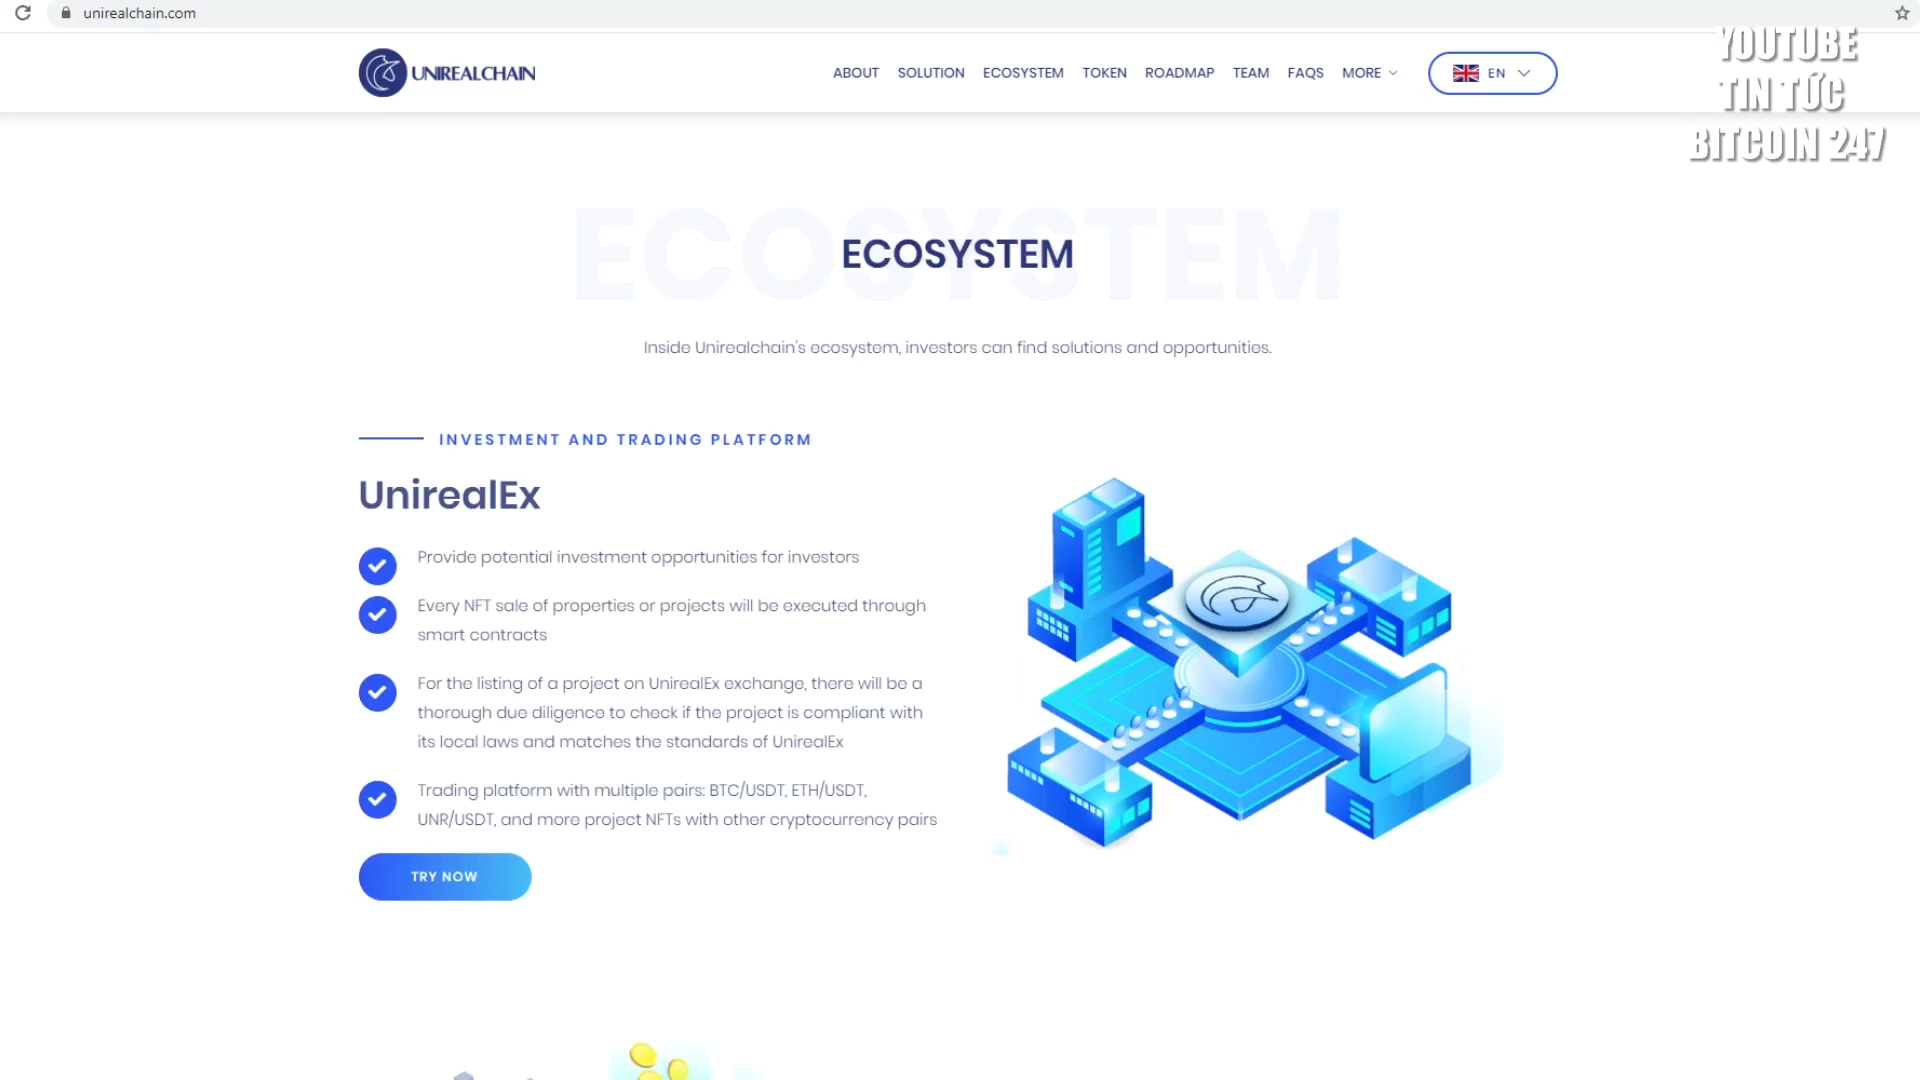 unirealchain.com
UNIREALCHAIN
ABOUT SOLUTION ECOSYSTEM TOKEN ROADMAP TEAM FAQS MORE EN
YOUTUBE
TIN TỨC
BITCOIN 247
ECOSYSTEM
ECOSYSTEM
Inside Unirealchain's ecosystem, investors can find solutions and opportunities.
INVESTMENT AND TRADING PLATFORM
UnirealEx
Provide potential investment opportunities for investors
Every NFT sale of properties or projects will be executed through
smart contracts
For the listing of a project on UnirealEx exchange, there will be a
thorough due diligence to check if the project is compliant with
its local laws and matches the standards of UnirealEx
Trading platform with multiple pairs: BTC/USDT, ETH/USDT,
UNR/USDT, and more project NFTs with other cryptocurrency pairs
TRY NOW